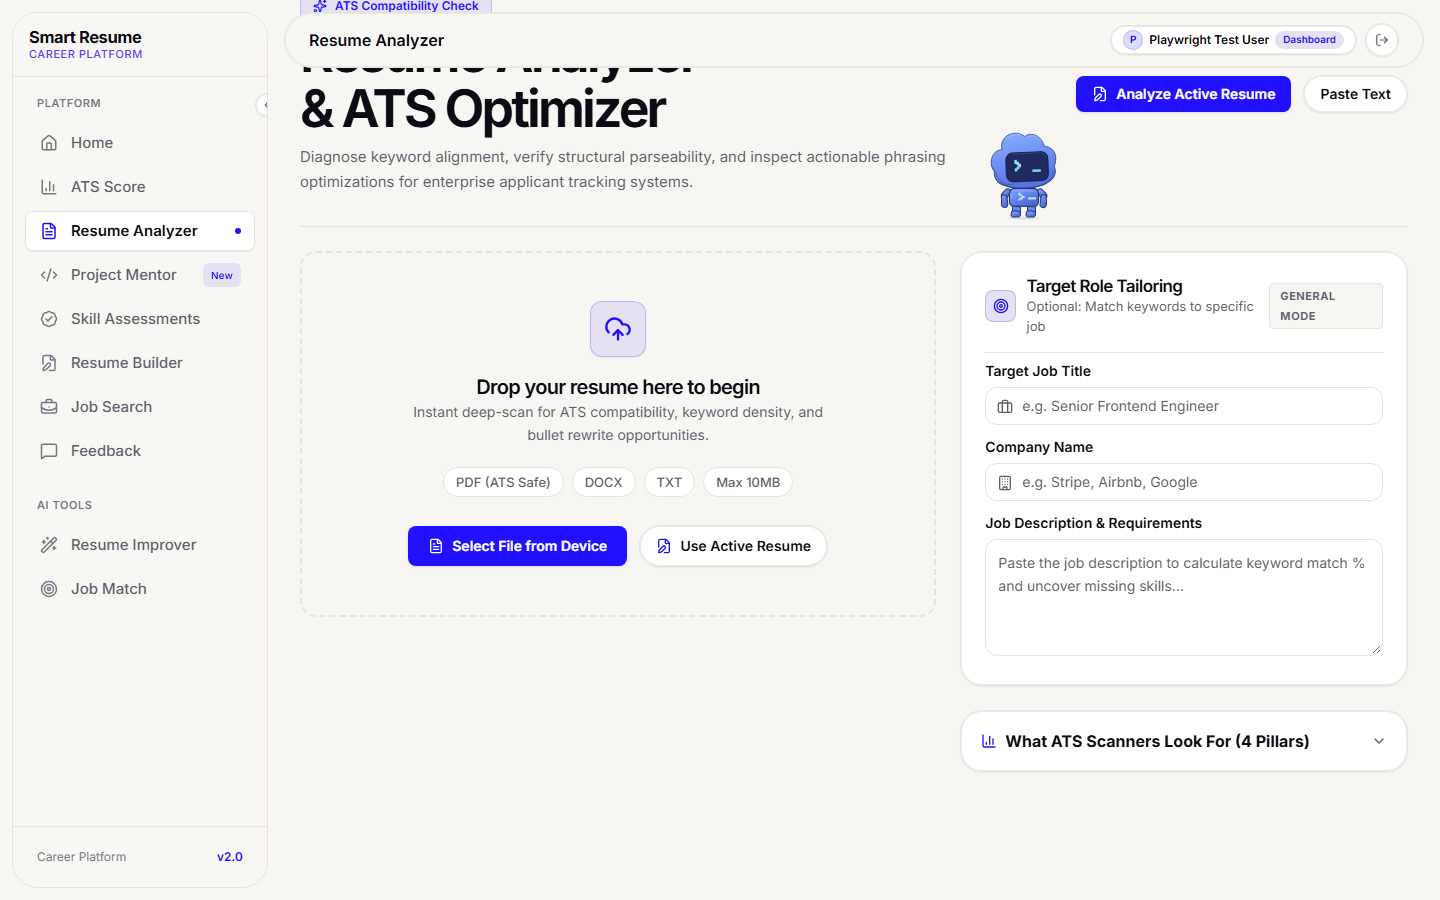 Smart Resume
CAREER PLATFORM
PLATFORM
Home
ATS Score
Resume Analyzer
Project Mentor
New
Skill Assessments
Resume Builder
Job Search
Feedback
AI TOOLS
Resume Improver
Job Match
Career Platform
v2.0
ATS Compatibility Check
Resume Analyzer
P
Playwright Test User
Dashboard
Resume Analyzer
& ATS Optimizer
Diagnose keyword alignment, verify structural parseability, and inspect actionable phrasing
optimizations for enterprise applicant tracking systems.
Analyze Active Resume
Paste Text
Drop your resume here to begin
Instant deep-scan for ATS compatibility, keyword density, and
bullet rewrite opportunities.
PDF (ATS Safe)
DOCX
TXT
Max 10MB
Select File from Device
Use Active Resume
Target Role Tailoring
Optional: Match keywords to specific
job
GENERAL
MODE
Target Job Title
e.g. Senior Frontend Engineer
Company Name
e.g. Stripe, Airbnb, Google
Job Description & Requirements
Paste the job description to calculate keyword match %
and uncover missing skills...
What ATS Scanners Look For (4 Pillars)